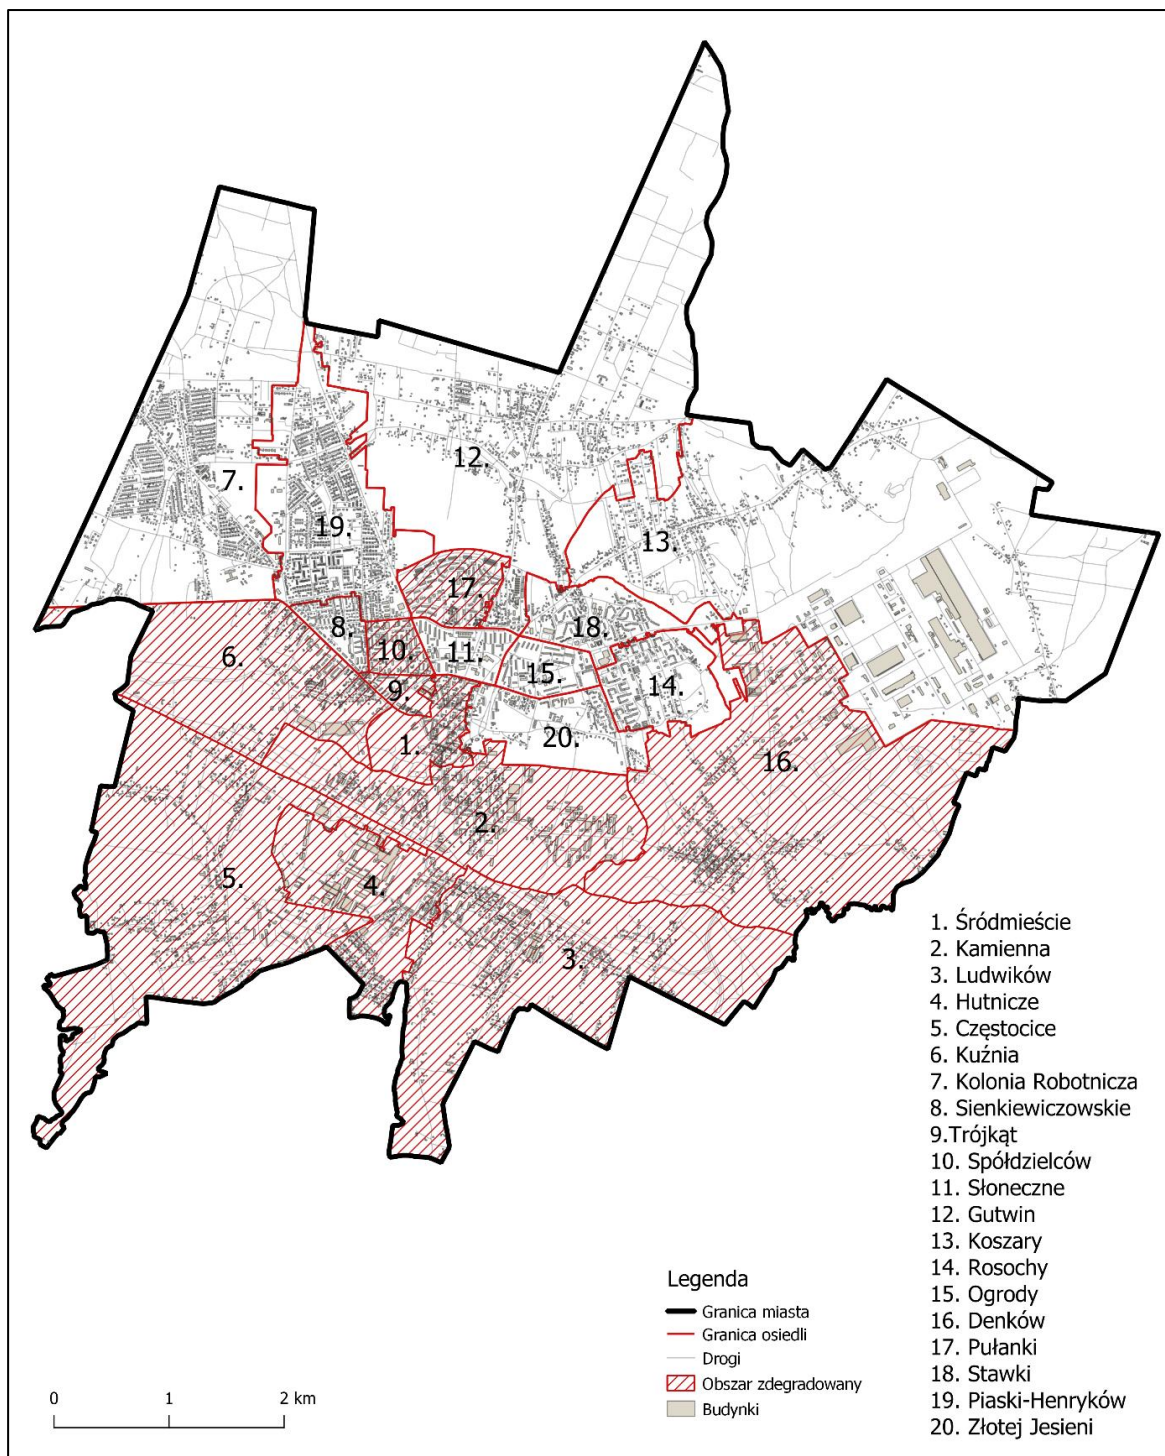 12.
7.
19.
13.
17.
8.
18.
10.
11.
6.
15.
14.
9.
1.
20.
16.
2.
5.
4.
3.
1. Śródmieście
2. Kamienna
3. Ludwików
4. Hutnicze
5. Częstocice
6. Kuźnia
7. Kolonia Robotnicza
8. Sienkiewiczowskie
9.Trójkąt
10. Spółdzielców
11. Słoneczne
12. Gutwin
13. Koszary
14. Rosochy
15. Ogrody
16. Denków
17. Pułanki
18. Stawki
19. Piaski-Henryków
20. Złotej Jesieni
Legenda
Granica miasta
Granica osiedli
Drogi
Obszar zdegradowany
Budynki
0 1 2 km